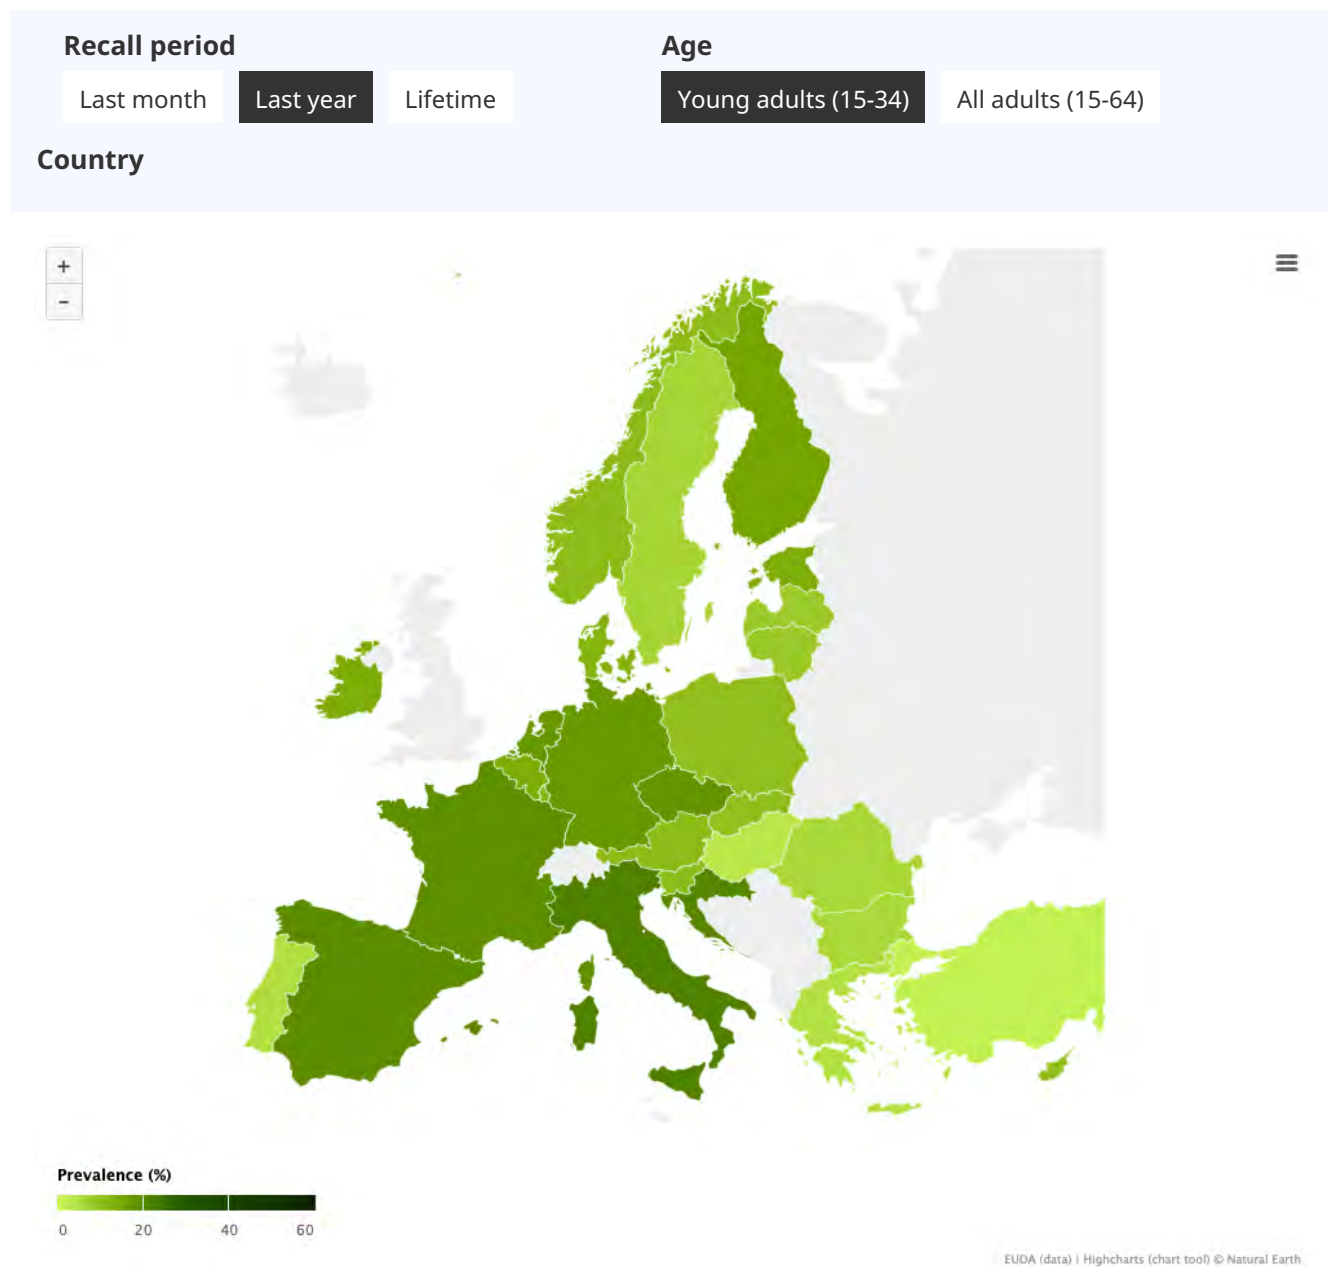 Recall period
Age
Last month
Last year
Lifetime
Young adults (15-34)
All adults (15-64)
Country
+
-
Prevalence (%)
0 20 40 60
EUDA (data) | Highcharts (chart tool) © Natural Earth